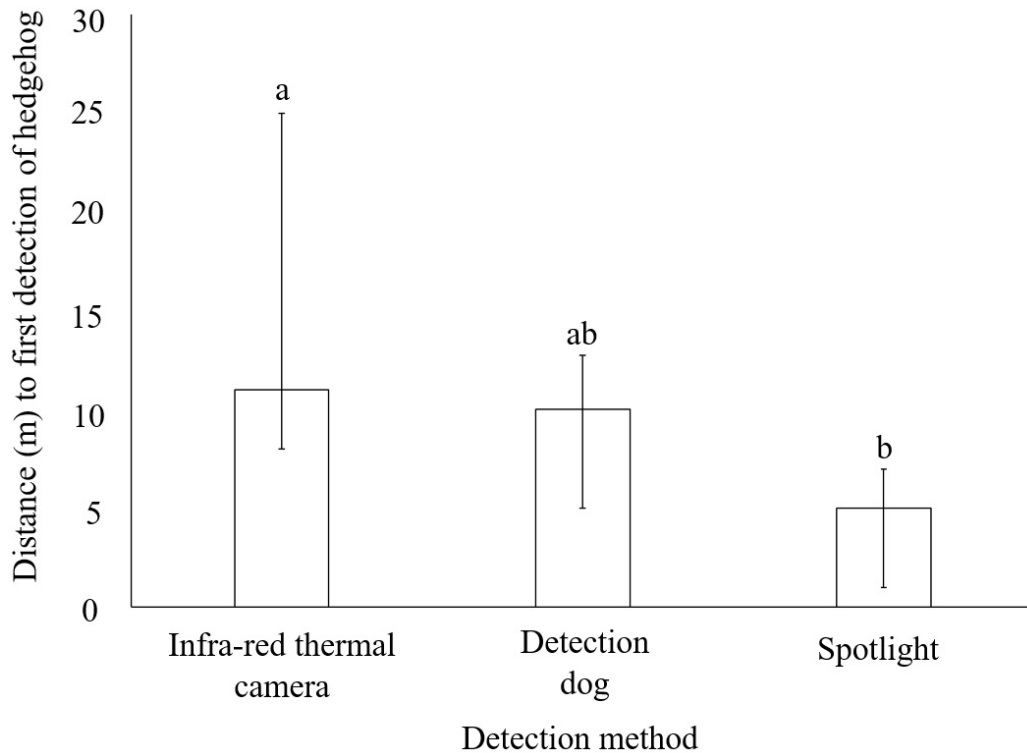 Distance (m) to first detection of hedgehog
30
25
20
15
10
5
0
a
ab
b
Infra-red thermal
camera
Detection
dog
Spotlight
Detection method